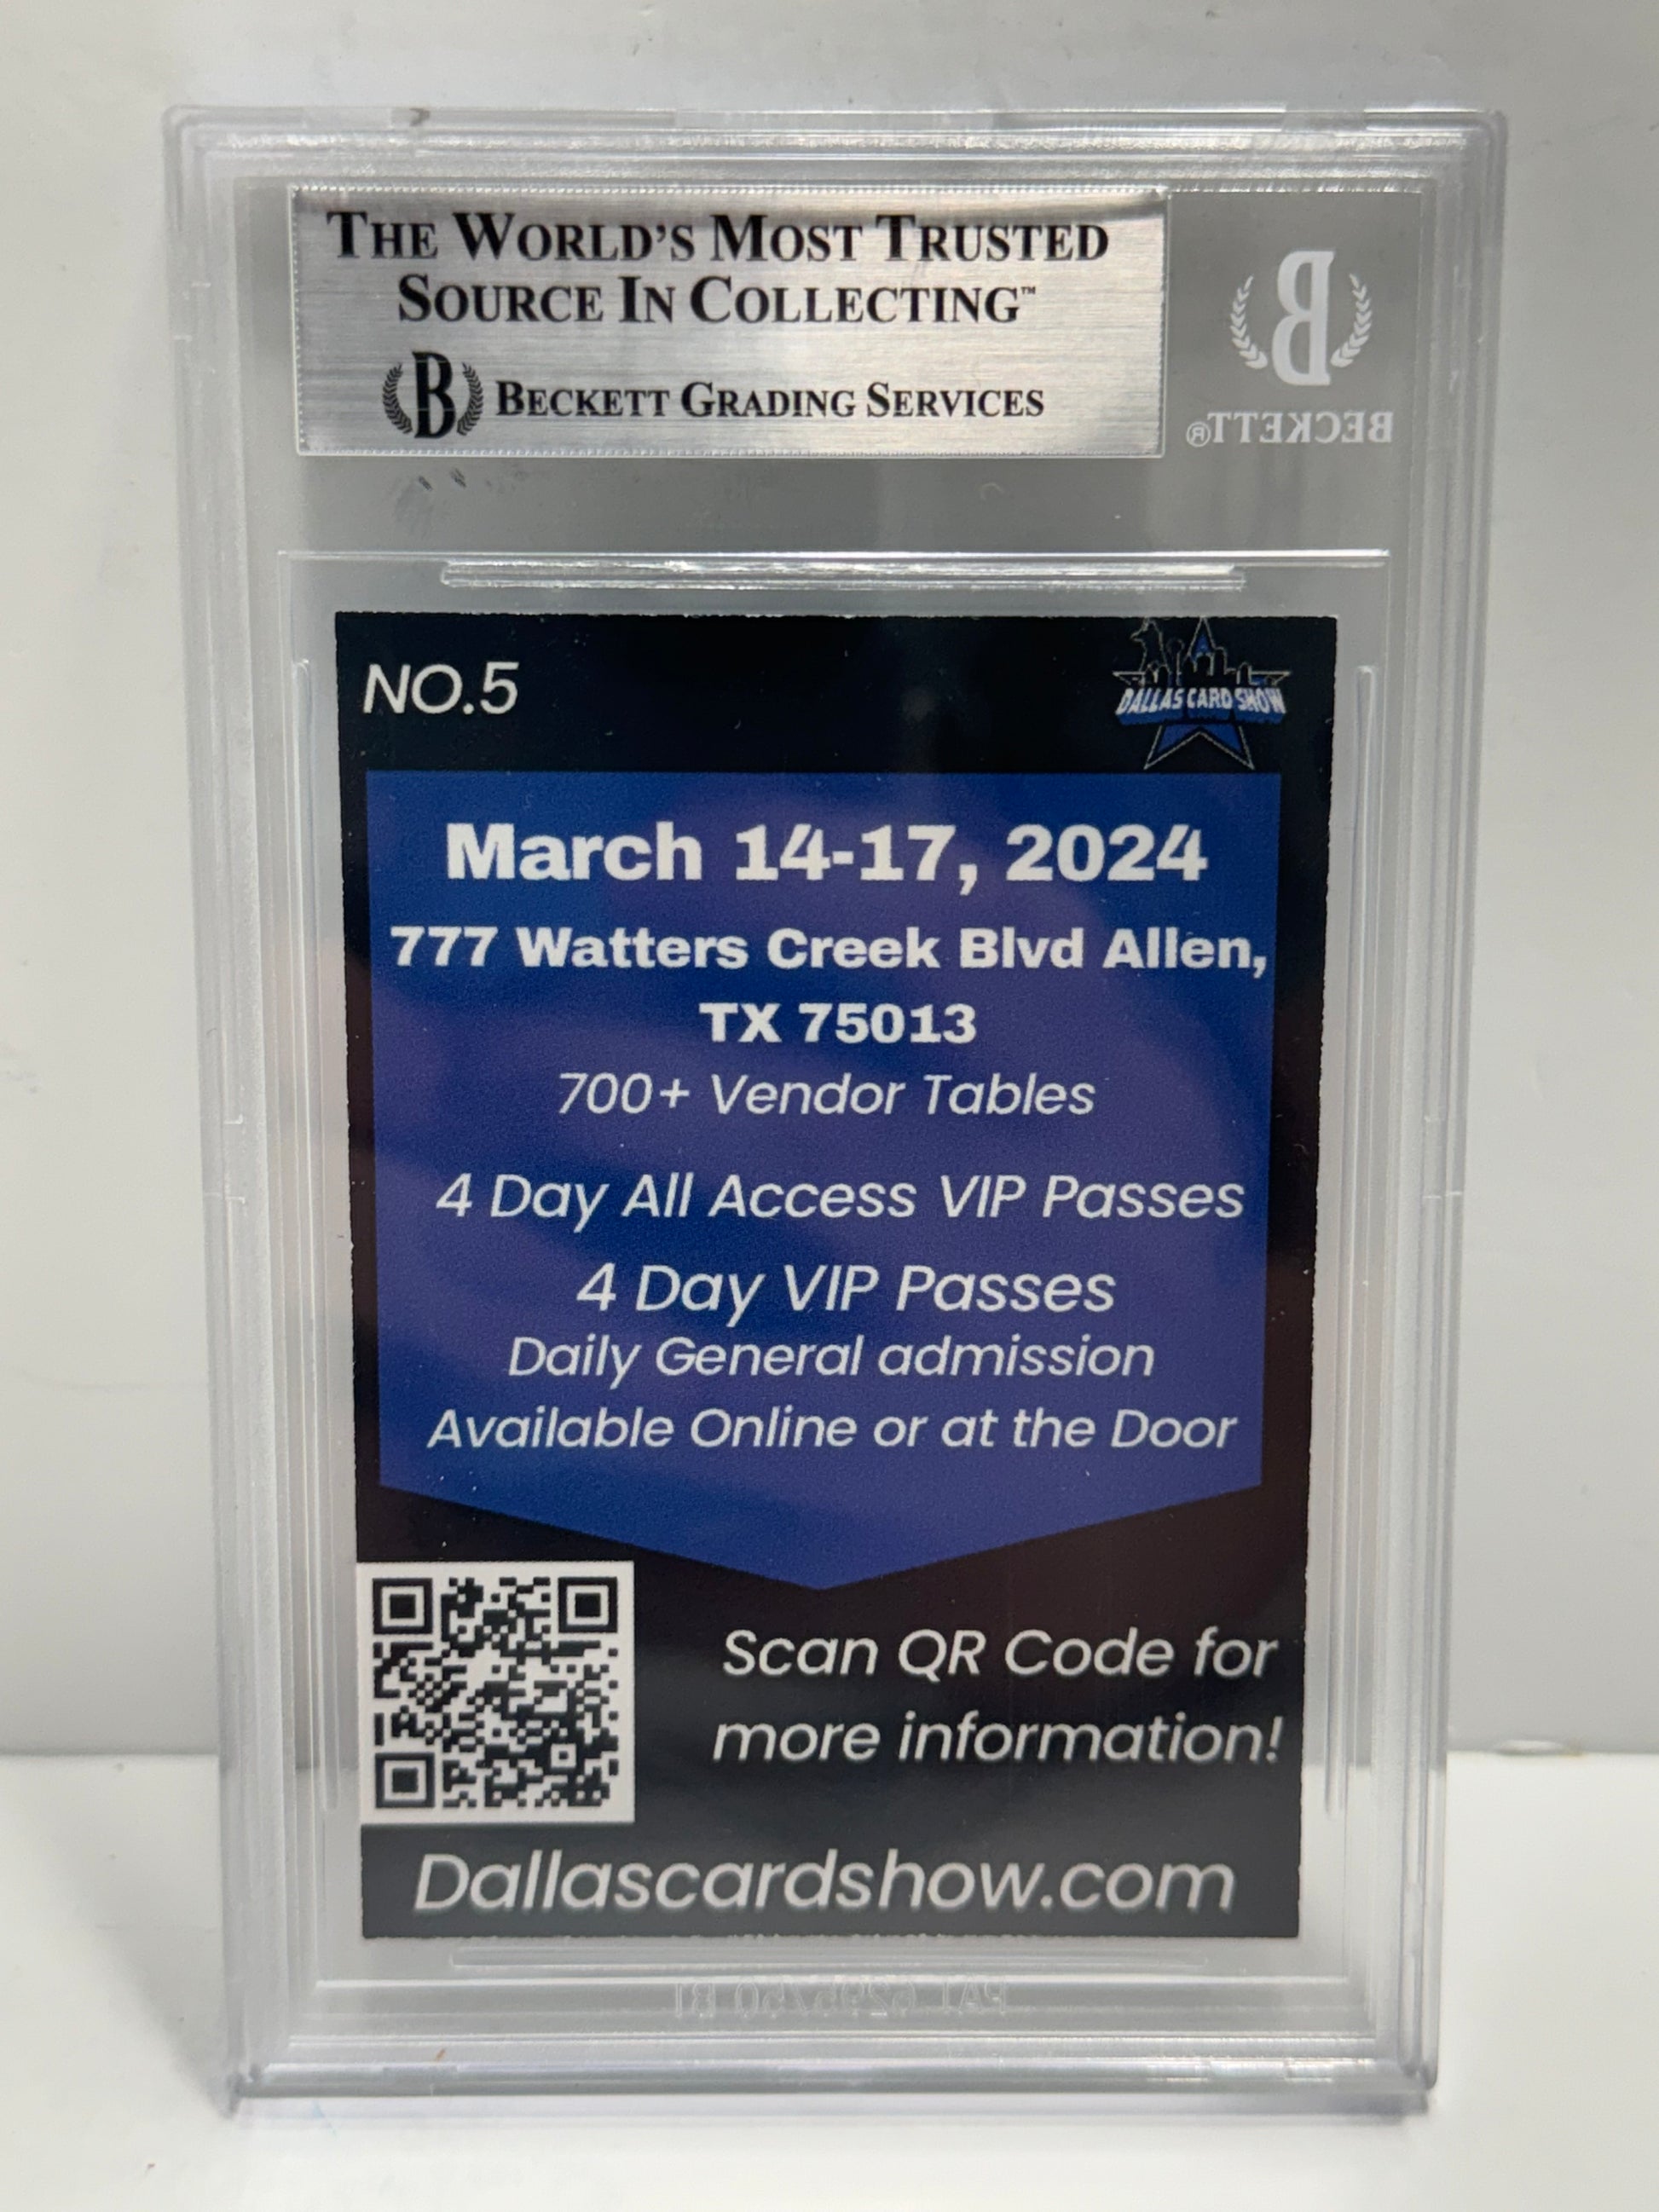 THE WORLD'S MOST TRUSTED
SOURCE IN COLLECTING™
B BECKETT GRADING SERVICES
B
BECKETT®
NO.5
DALLAS CARD SHOW
March 14-17, 2024
777 Watters Creek Blvd Allen,
TX 75013
700+ Vendor Tables
4 Day All Access VIP Passes
4 Day VIP Passes
Daily General admission
Available Online or at the Door
Scan QR Code for
more information!
Dallascardshow.com